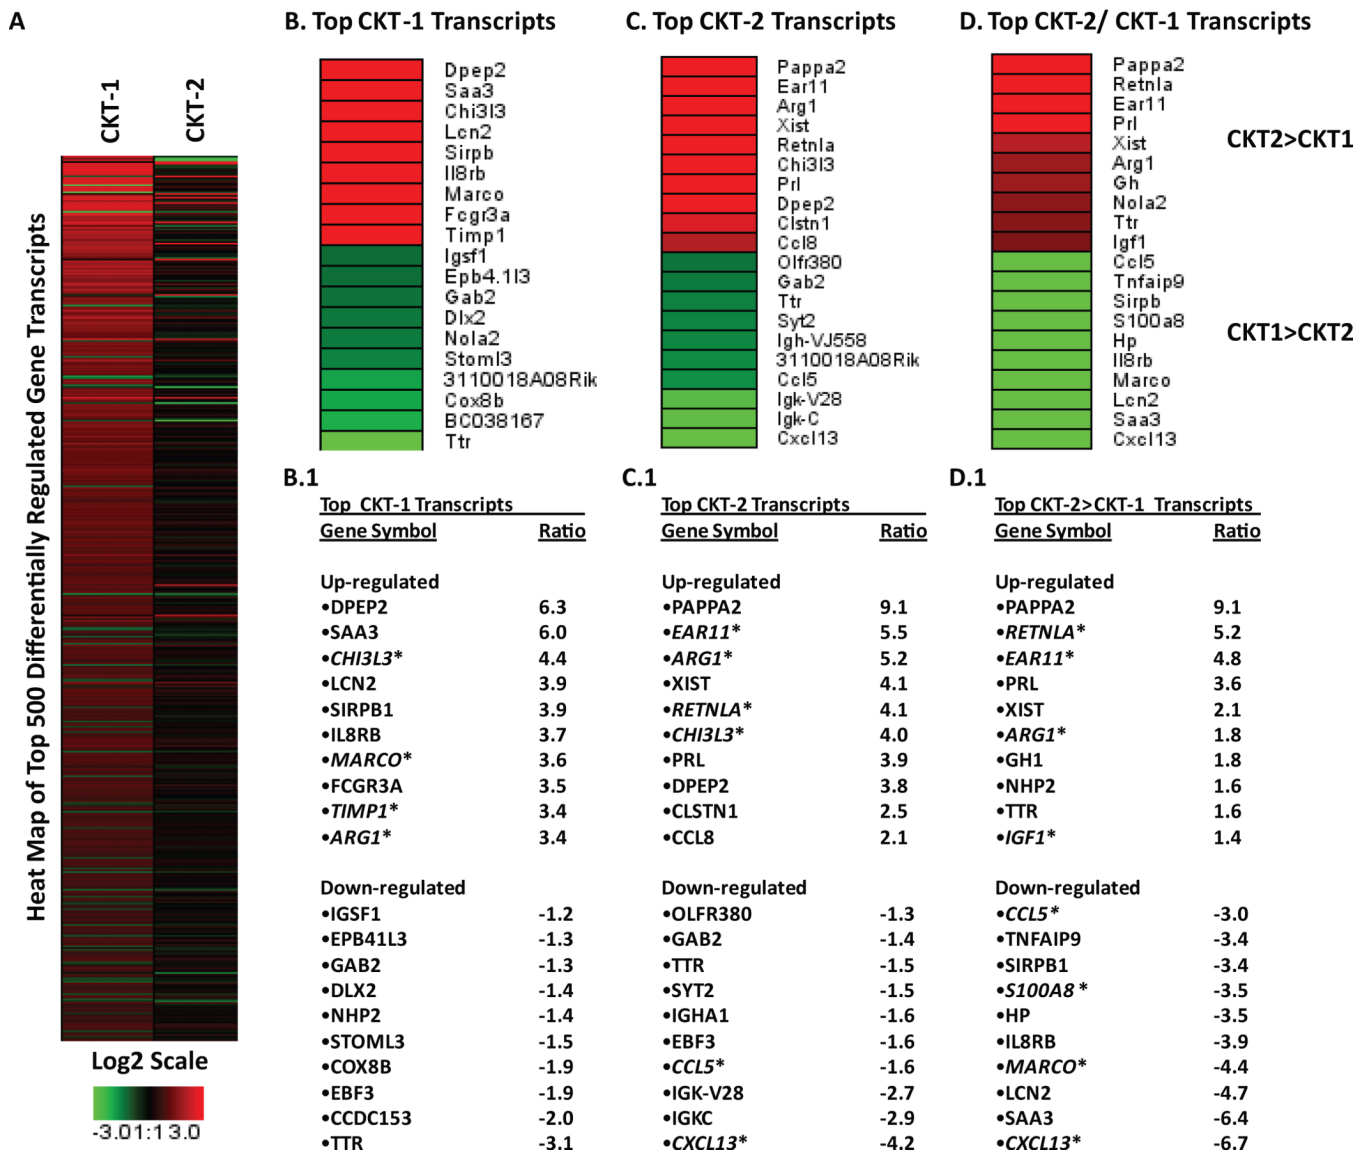 A
B. Top CKT-1 Transcripts
C. Top CKT-2 Transcripts
D. Top CKT-2/ CKT-1 Transcripts
CKT-1
CKT-2
Heat Map of Top 500 Differentially Regulated Gene Transcripts
Log2 Scale
-3.01:13.0
Dpep2
Saa3
Chi3l3
Lcn2
Sirpb
Il8rb
Marco
Fcgr3a
Timp1
Igsf1
Epb4.1l3
Gab2
Dlx2
Nola2
Stoml3
3110018A08Rik
Cox8b
BC038167
Ttr
Pappa2
Ear11
Arg1
Xist
Retnla
Chi3l3
Prl
Dpep2
Clstn1
Ccl8
Olfr380
Gab2
Ttr
Syt2
Igh-VJ558
3110018A08Rik
Ccl5
Igk-V28
Igk-C
Cxcl13
Pappa2
Retnla
Ear11
Prl
Xist
Arg1
Gh
Nola2
Ttr
Igf1
Ccl5
Tnfaip9
Sirpb
S100a8
Hp
Il8rb
Marco
Lcn2
Saa3
Cxcl13
CKT2>CKT1
CKT1>CKT2
B.1
Top CKT-1 Transcripts
Gene Symbol Ratio
Up-regulated
•DPEP2 6.3
•SAA3 6.0
•CHI3L3* 4.4
•LCN2 3.9
•SIRPB1 3.9
•IL8RB 3.7
•MARCO* 3.6
•FCGR3A 3.5
•TIMP1* 3.4
•ARG1* 3.4
Down-regulated
•IGSF1 -1.2
•EPB41L3 -1.3
•GAB2 -1.3
•DLX2 -1.4
•NHP2 -1.4
•STOML3 -1.5
•COX8B -1.9
•EBF3 -1.9
•CCDC153 -2.0
•TTR -3.1
C.1
Top CKT-2 Transcripts
Gene Symbol Ratio
Up-regulated
•PAPPA2 9.1
•EAR11* 5.5
•ARG1* 5.2
•XIST 4.1
•RETNLA* 4.1
•CHI3L3* 4.0
•PRL 3.9
•DPEP2 3.8
•CLSTN1 2.5
•CCL8 2.1
Down-regulated
•OLFR380 -1.3
•GAB2 -1.4
•TTR -1.5
•SYT2 -1.5
•IGHA1 -1.6
•EBF3 -1.6
•CCL5* -1.6
•IGK-V28 -2.7
•IGKC -2.9
•CXCL13* -4.2
D.1
Top CKT-2>CKT-1 Transcripts
Gene Symbol Ratio
Up-regulated
•PAPPA2 9.1
•RETNLA* 5.2
•EAR11* 4.8
•PRL 3.6
•XIST 2.1
•ARG1* 1.8
•GH1 1.8
•NHP2 1.6
•TTR 1.6
•IGF1* 1.4
Down-regulated
•CCL5* -3.0
•TNFAIP9 -3.4
•SIRPB1 -3.4
•S100A8 * -3.5
•HP -3.5
•IL8RB -3.9
•MARCO* -4.4
•LCN2 -4.7
•SAA3 -6.4
•CXCL13* -6.7